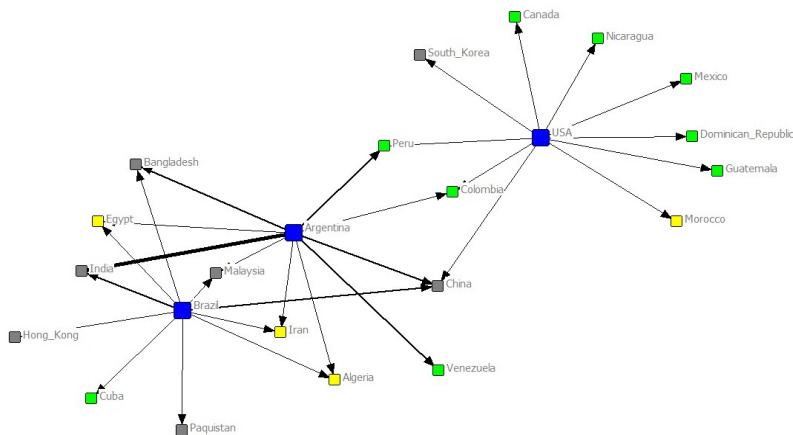 Canada
Nicaragua
South_Korea
Mexico
USA
Dominican_Republic
Peru
Bangladesh
Guatemala
Colombia
Egypt
Morocco
Argentina
India
Malaysia
China
Brazil
Iran
Hong_Kong
Venezuela
Algeria
Cuba
Paquistan